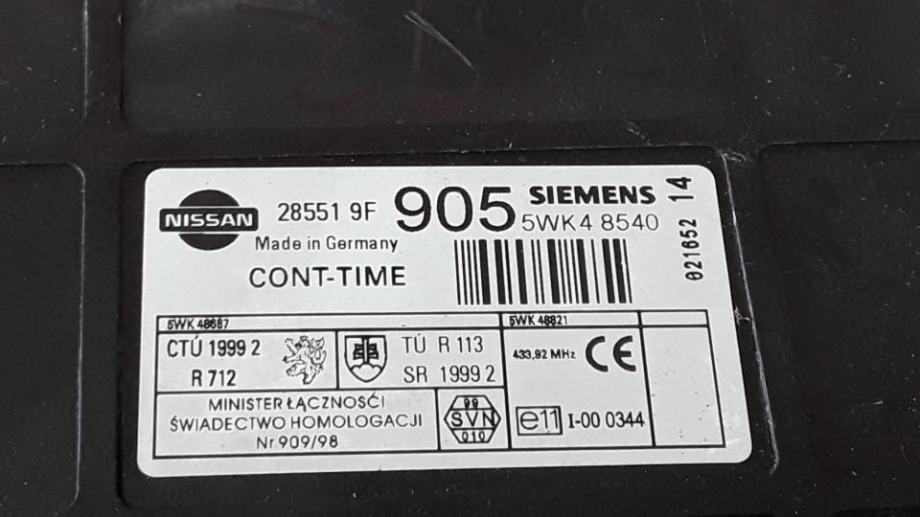 NISSAN
28551 9F 905
SIEMENS
5WK4 8540
021652 14
Made in Germany
CONT-TIME
5WK 48687
CTÚ 1999 2
R 712
TÚ R 113
SR 1999 2
5WK 48821
433,92 MHz CE
MINISTER ŁĄCZNOŚCI
ŚWIADECTWO HOMOLOGACJI
Nr 909/98
99
SVN
010
e11 I-00 0344